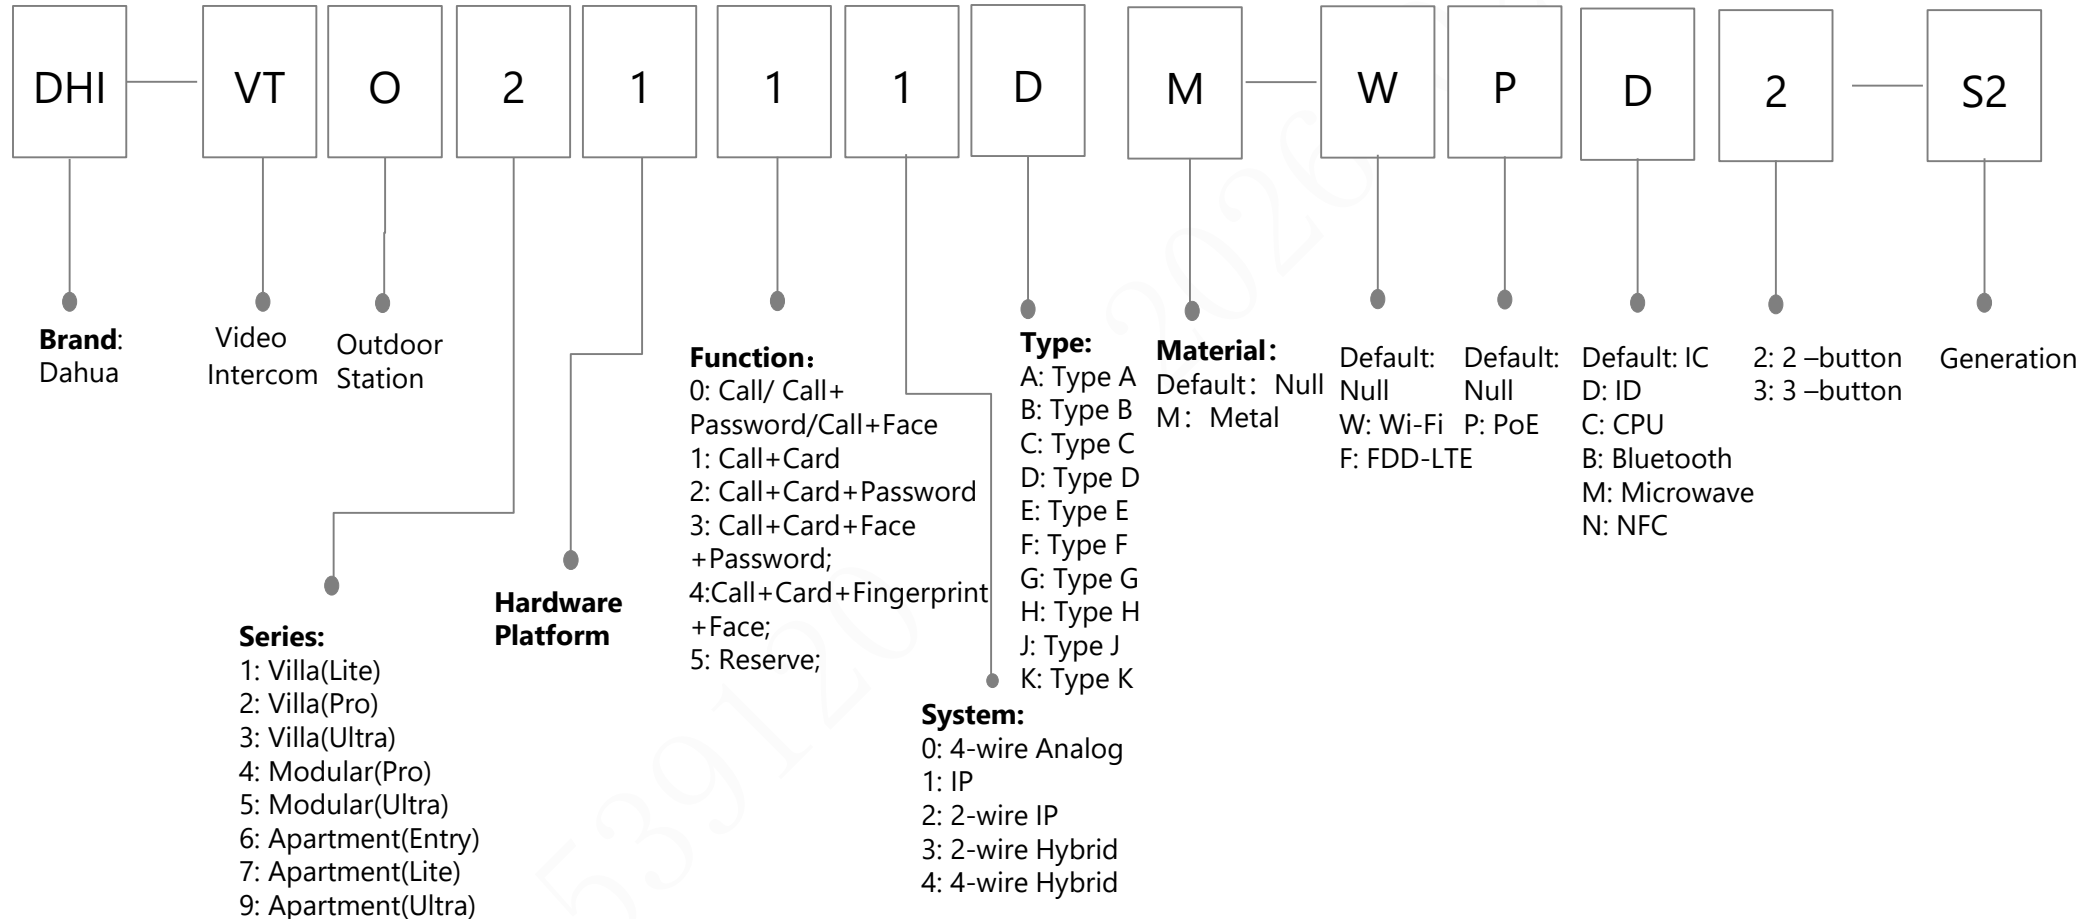 DHI VT O 2 1 1 1 D M W P D 2 S2
Brand:
Dahua
Video
Intercom
Outdoor
Station
Series:
1: Villa(Lite)
2: Villa(Pro)
3: Villa(Ultra)
4: Modular(Pro)
5: Modular(Ultra)
6: Apartment(Entry)
7: Apartment(Lite)
9: Apartment(Ultra)
Hardware
Platform
Function：
0: Call/ Call+
Password/Call+Face
1: Call+Card
2: Call+Card+Password
3: Call+Card+Face
+Password;
4:Call+Card+Fingerprint
+Face;
5: Reserve;
System:
0: 4-wire Analog
1: IP
2: 2-wire IP
3: 2-wire Hybrid
4: 4-wire Hybrid
Type:
A: Type A
B: Type B
C: Type C
D: Type D
E: Type E
F: Type F
G: Type G
H: Type H
J: Type J
K: Type K
Material：
Default：Null
M：Metal
Default:
Null
W: Wi-Fi
F: FDD-LTE
Default:
Null
P: PoE
Default: IC
D: ID
C: CPU
B: Bluetooth
M: Microwave
N: NFC
2: 2 –button
3: 3 –button
Generation
539120
2026